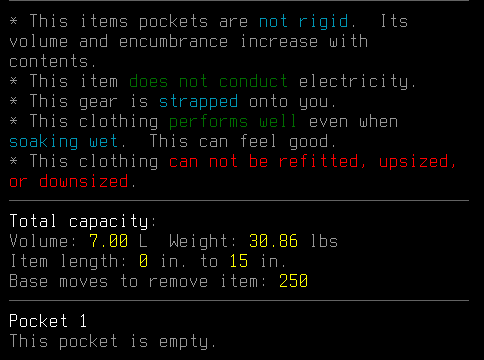 * This items pockets are not rigid.  Its
volume and encumbrance increase with
contents.
* This item does not conduct electricity.
* This gear is strapped onto you.
* This clothing performs well even when
soaking wet.  This can feel good.
* This clothing can not be refitted, upsized,
or downsized.
Total capacity:
Volume: 7.00 L  Weight: 30.86 lbs
Item length: 0 in. to 15 in.
Base moves to remove item: 250
Pocket 1
This pocket is empty.